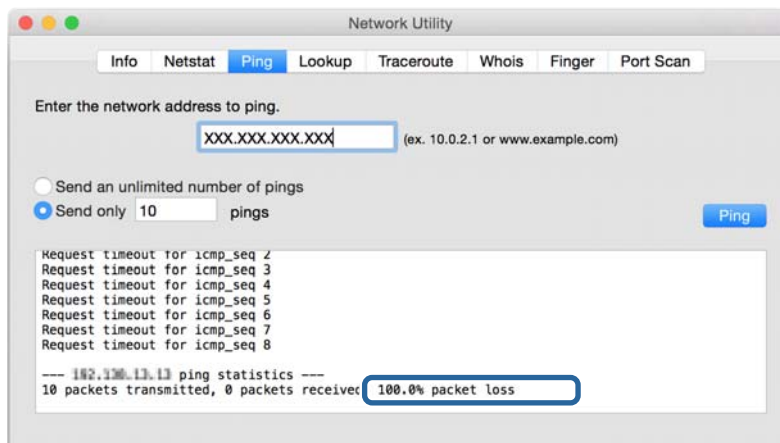 Network Utility
Info Netstat Ping Lookup Traceroute Whois Finger Port Scan
Enter the network address to ping.
XXX.XXX.XXX.XXX (ex. 10.0.2.1 or www.example.com)
Send an unlimited number of pings
Send only 10 pings
Ping
Request timeout for icmp_seq 2
Request timeout for icmp_seq 3
Request timeout for icmp_seq 4
Request timeout for icmp_seq 5
Request timeout for icmp_seq 6
Request timeout for icmp_seq 7
Request timeout for icmp_seq 8
--- ping statistics ---
10 packets transmitted, 0 packets received 100.0% packet loss